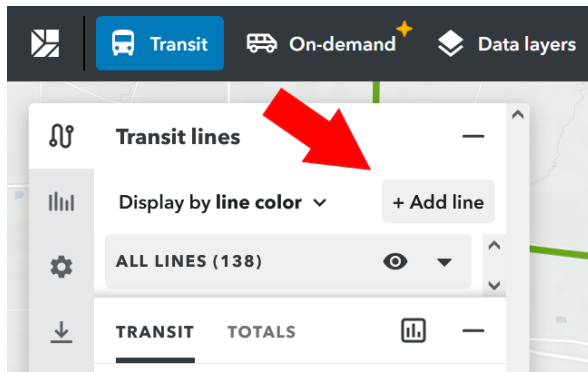 Transit On-demand Data layers
Transit lines
Display by line color + Add line
ALL LINES (138)
TRANSIT TOTALS